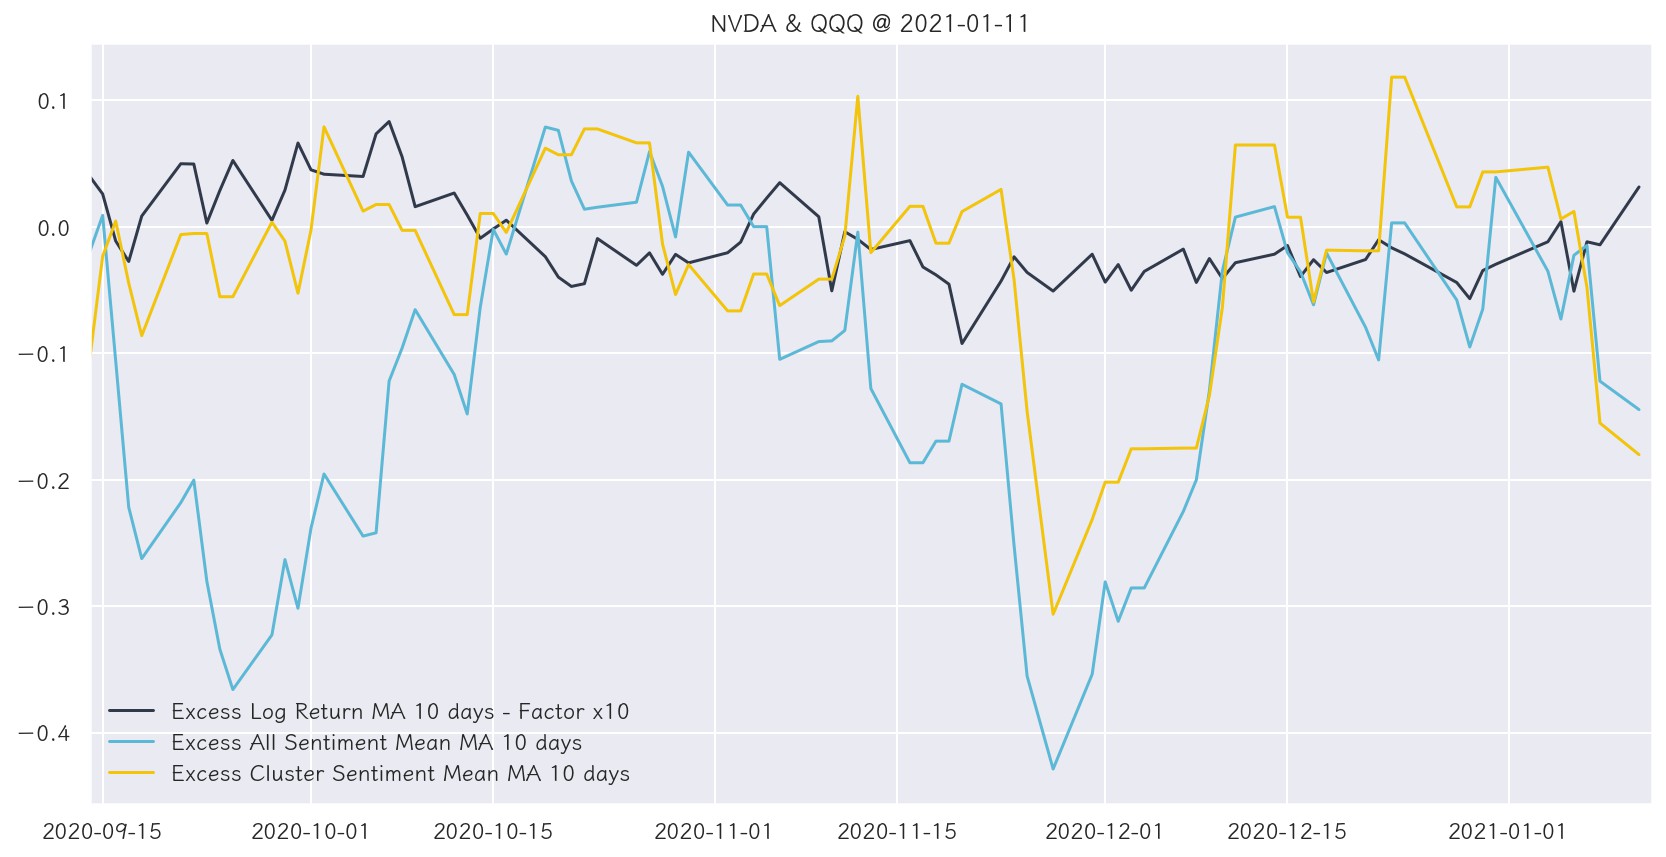 NVDA & QQQ @ 2021-01-11
0.1
0.0
−0.1
−0.2
−0.3
−0.4
Excess Log Return MA 10 days - Factor x10
Excess All Sentiment Mean MA 10 days
Excess Cluster Sentiment Mean MA 10 days
2020-09-15 2020-10-01 2020-10-15 2020-11-01 2020-11-15 2020-12-01 2020-12-15 2021-01-01